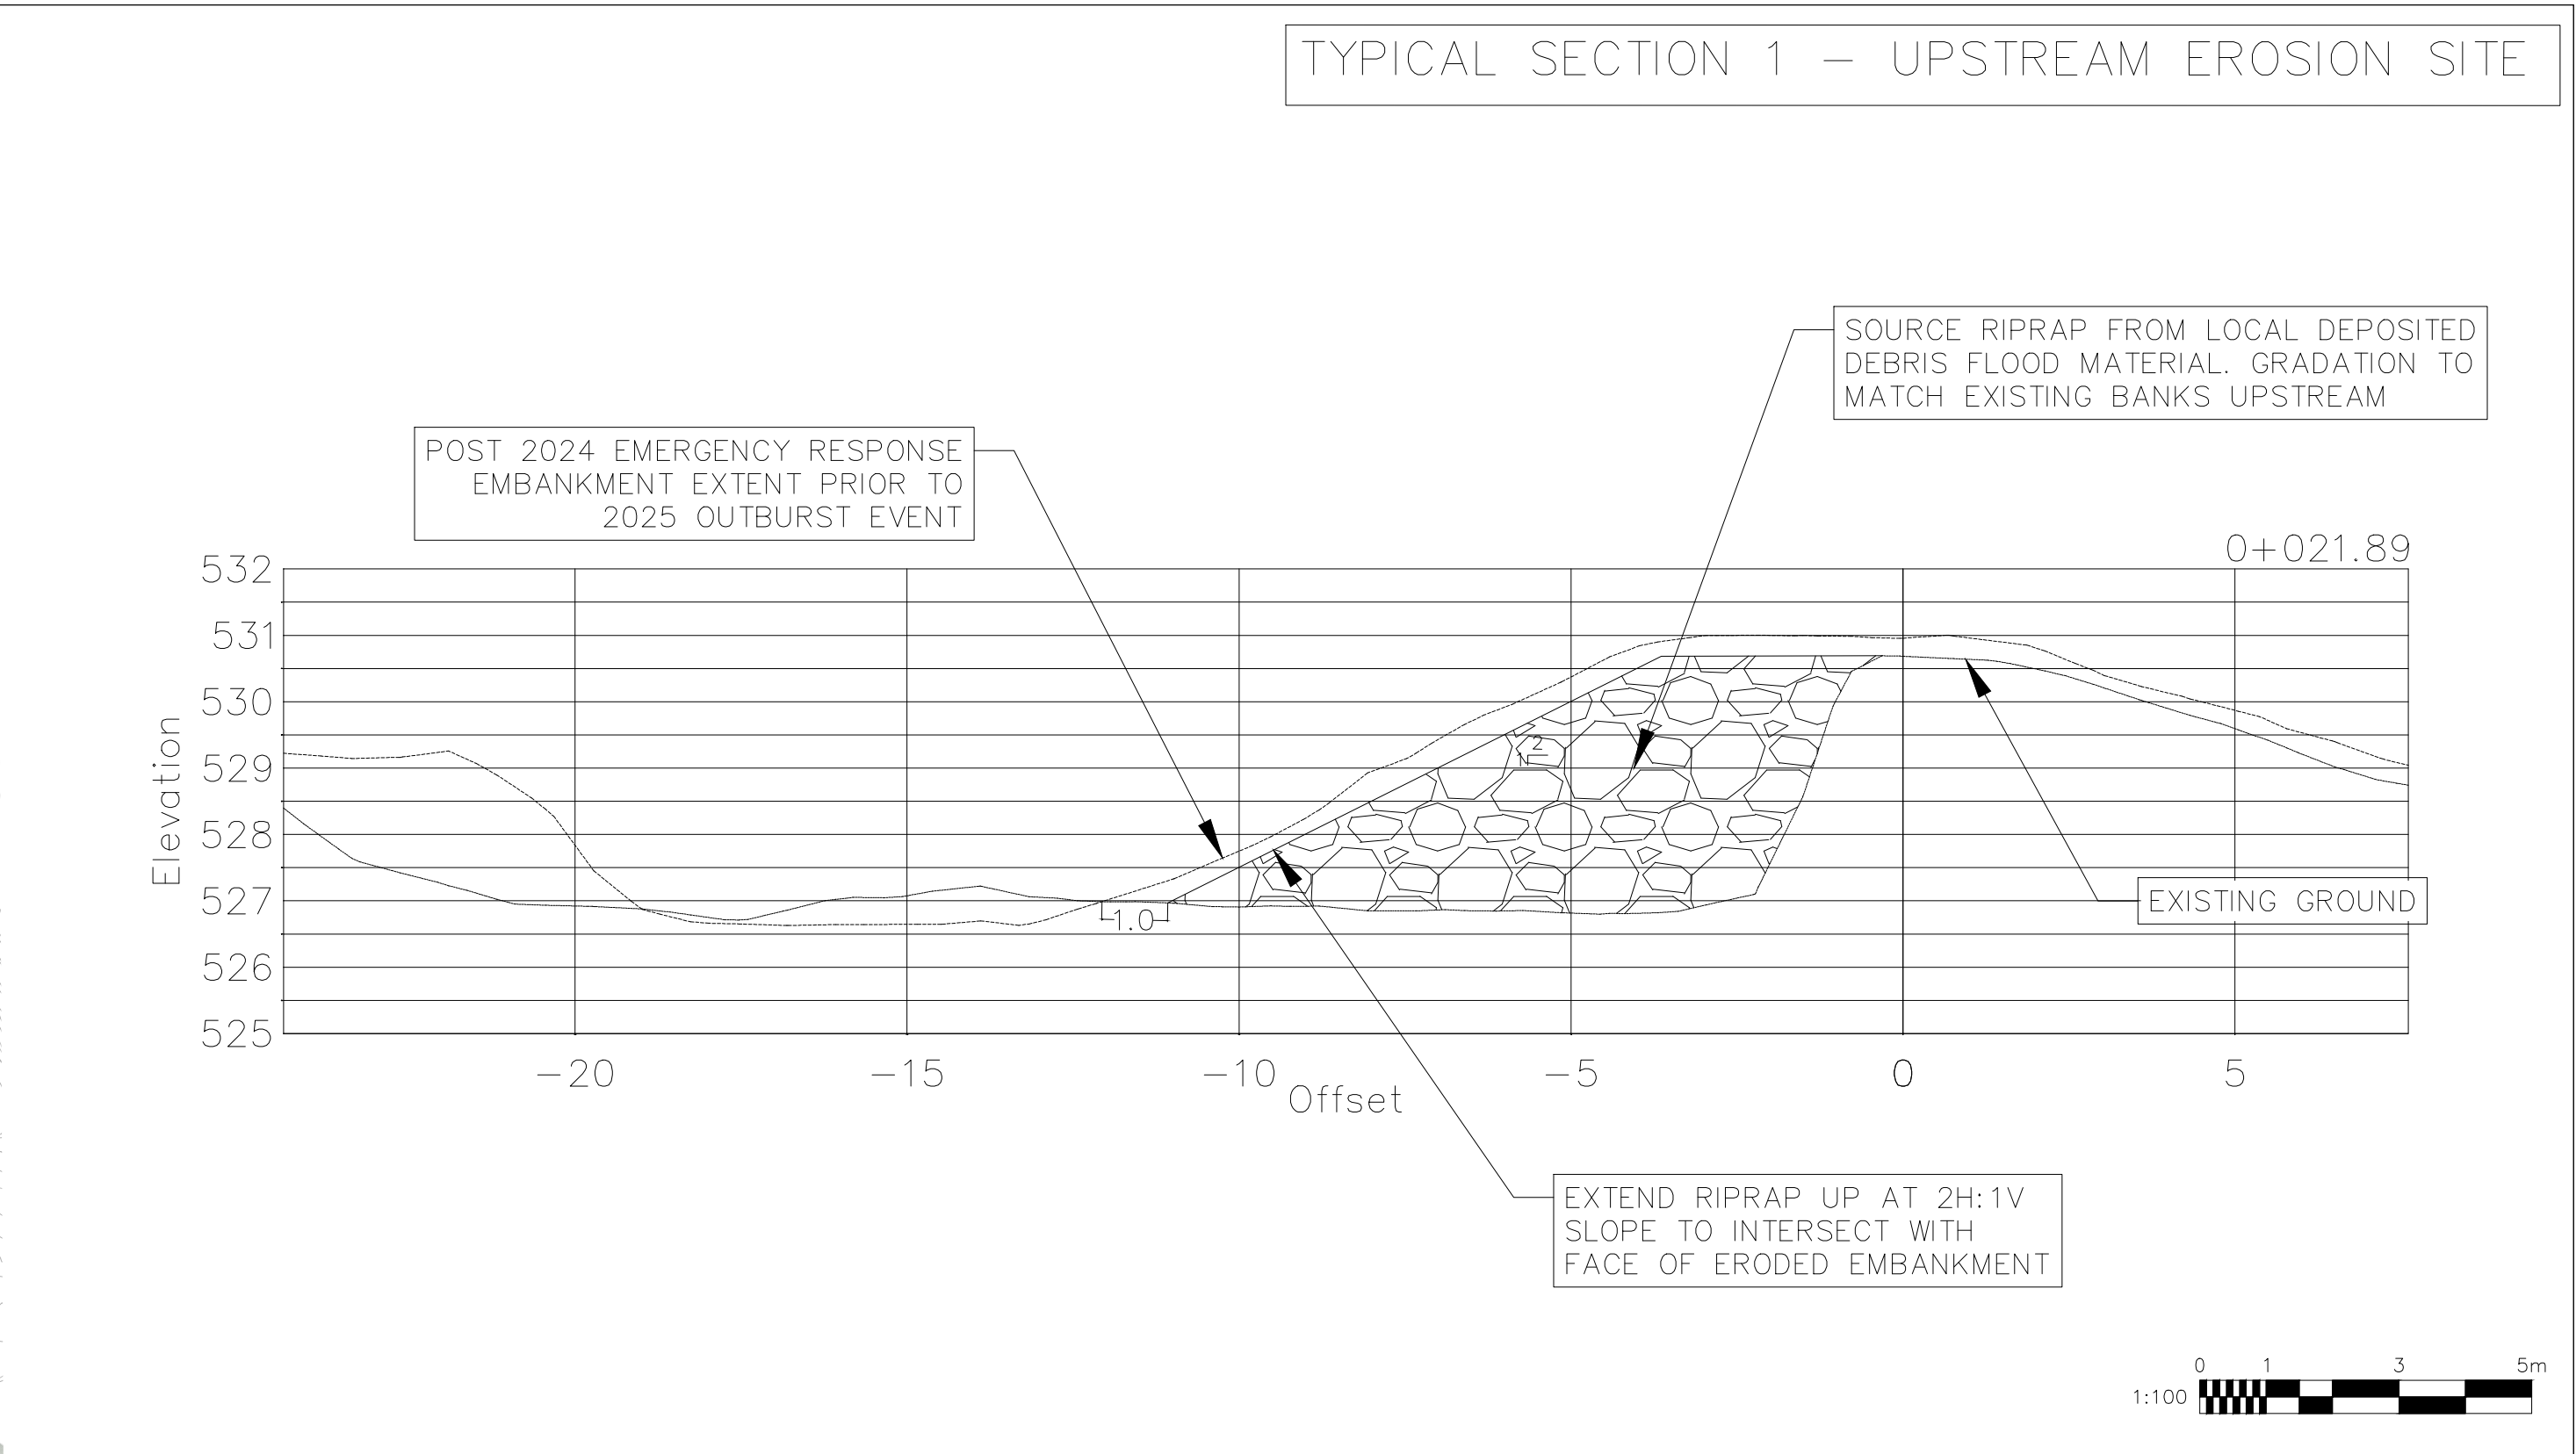 TYPICAL SECTION 1 – UPSTREAM EROSION SITE
SOURCE RIPRAP FROM LOCAL DEPOSITED
DEBRIS FLOOD MATERIAL. GRADATION TO
MATCH EXISTING BANKS UPSTREAM
POST 2024 EMERGENCY RESPONSE
EMBANKMENT EXTENT PRIOR TO
2025 OUTBURST EVENT
0+021.89
532
531
530
529
528
527
526
525
Elevation
2
1
1.0
EXISTING GROUND
-20
-15
-10
-5
0
5
Offset
EXTEND RIPRAP UP AT 2H:1V
SLOPE TO INTERSECT WITH
FACE OF ERODED EMBANKMENT
0 1 3 5m
1:100